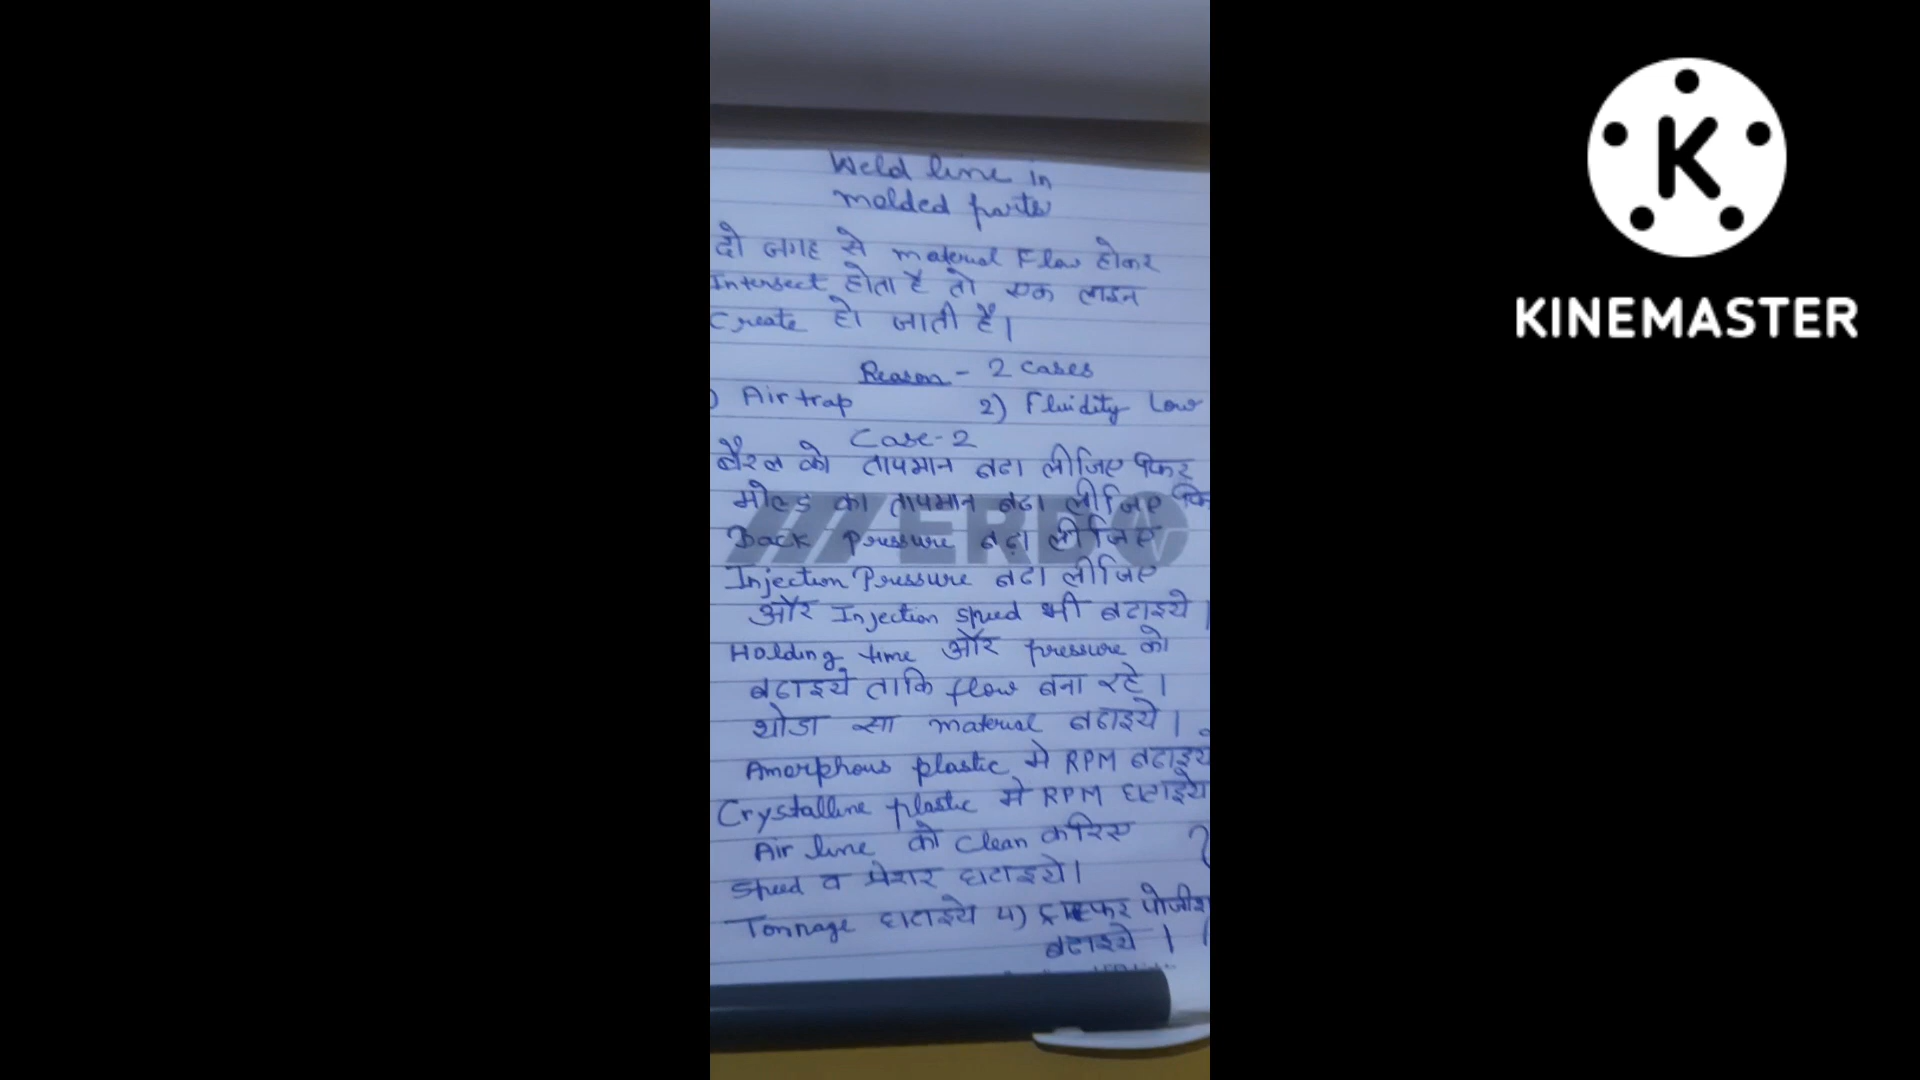 Weld line in
molded parts
दो जगह से material Flow होकर
Intersect होता है तो एक लाइन
Create हो जाती है।
Reason - 2 cases
) Air trap 2) Fluidity Low
Case-2
बैरल को तापमान बढा लीजिए फिर
मोल्ड का तापमान बढा लीजिए
Back Pressure बढ़ा लीजिए
Injection Pressure बढा लीजिए
और Injection speed भी बढाइये।
Holding time और pressure को
बढाइये ताकि flow बना रहे।
थोडा सा material बढाइये।
Amorphous plastic मे RPM बढाइये
Crystalline plastic मे RPM घटाइये
Air line को clean करिए
speed व प्रेशर घटाइये।
Tonnage घटाइये 4)
बढाइये।
K
KINEMASTER